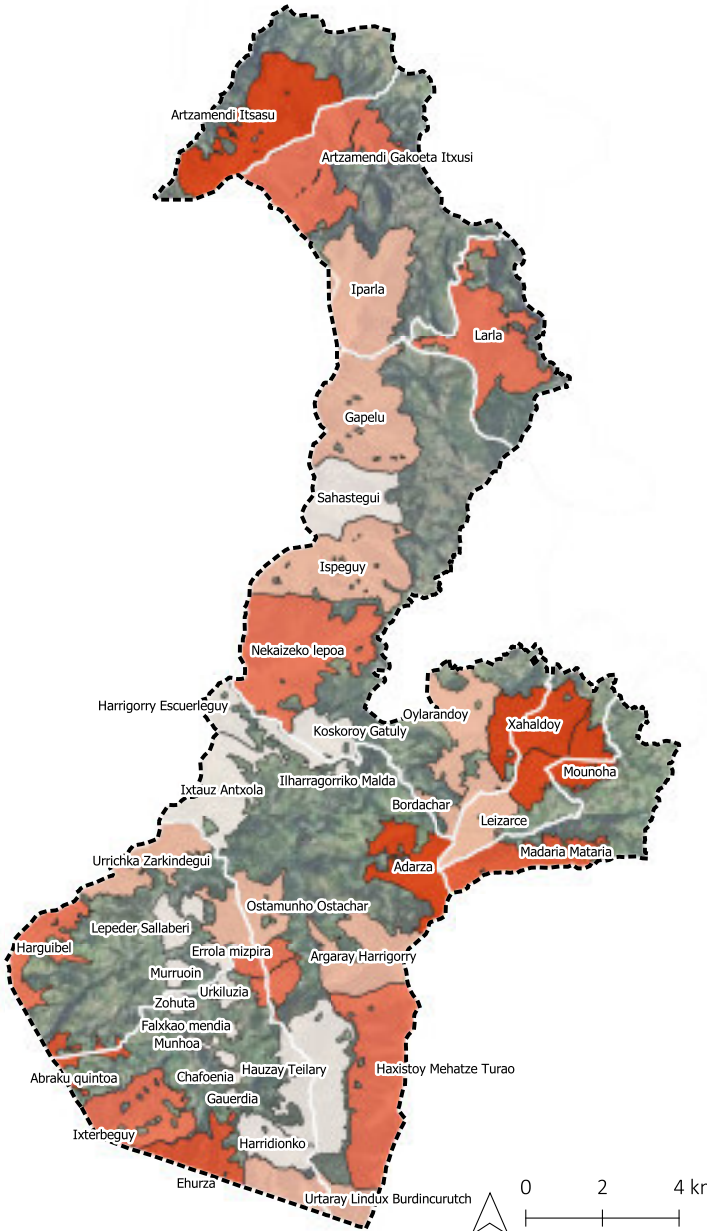 Artzamendi Itsasu
Artzamendi Gakoeta Itxusi
Iparla
Larla
Gapelu
Sahastegui
Ispeguy
Nekaizeko lepoa
Harrigorry Escuerleguy
Oylarandoy
Xahaldoy
Koskoroy Gatuly
Mounoha
Ilharragorriko Malda
Ixtauz Antxola
Bordachar
Leizarce
Madaria Mataria
Urrichka Zarkindegui
Adarza
Ostamunho Ostachar
Lepeder Sallaberi
Harguibel
Errola mizpira
Argaray Harrigorry
Murruoin
Urkiluzia
Zohuta
Falxkao mendia
Munhoa
Abraku quintoa
Chafoenia
Hauzay Teilary
Haxistoy Mehatze Turao
Gauerdia
Ixterbeguy
Harridionko
Ehurza
Urtaray Lindux Burdincurutch
0 2 4 kr